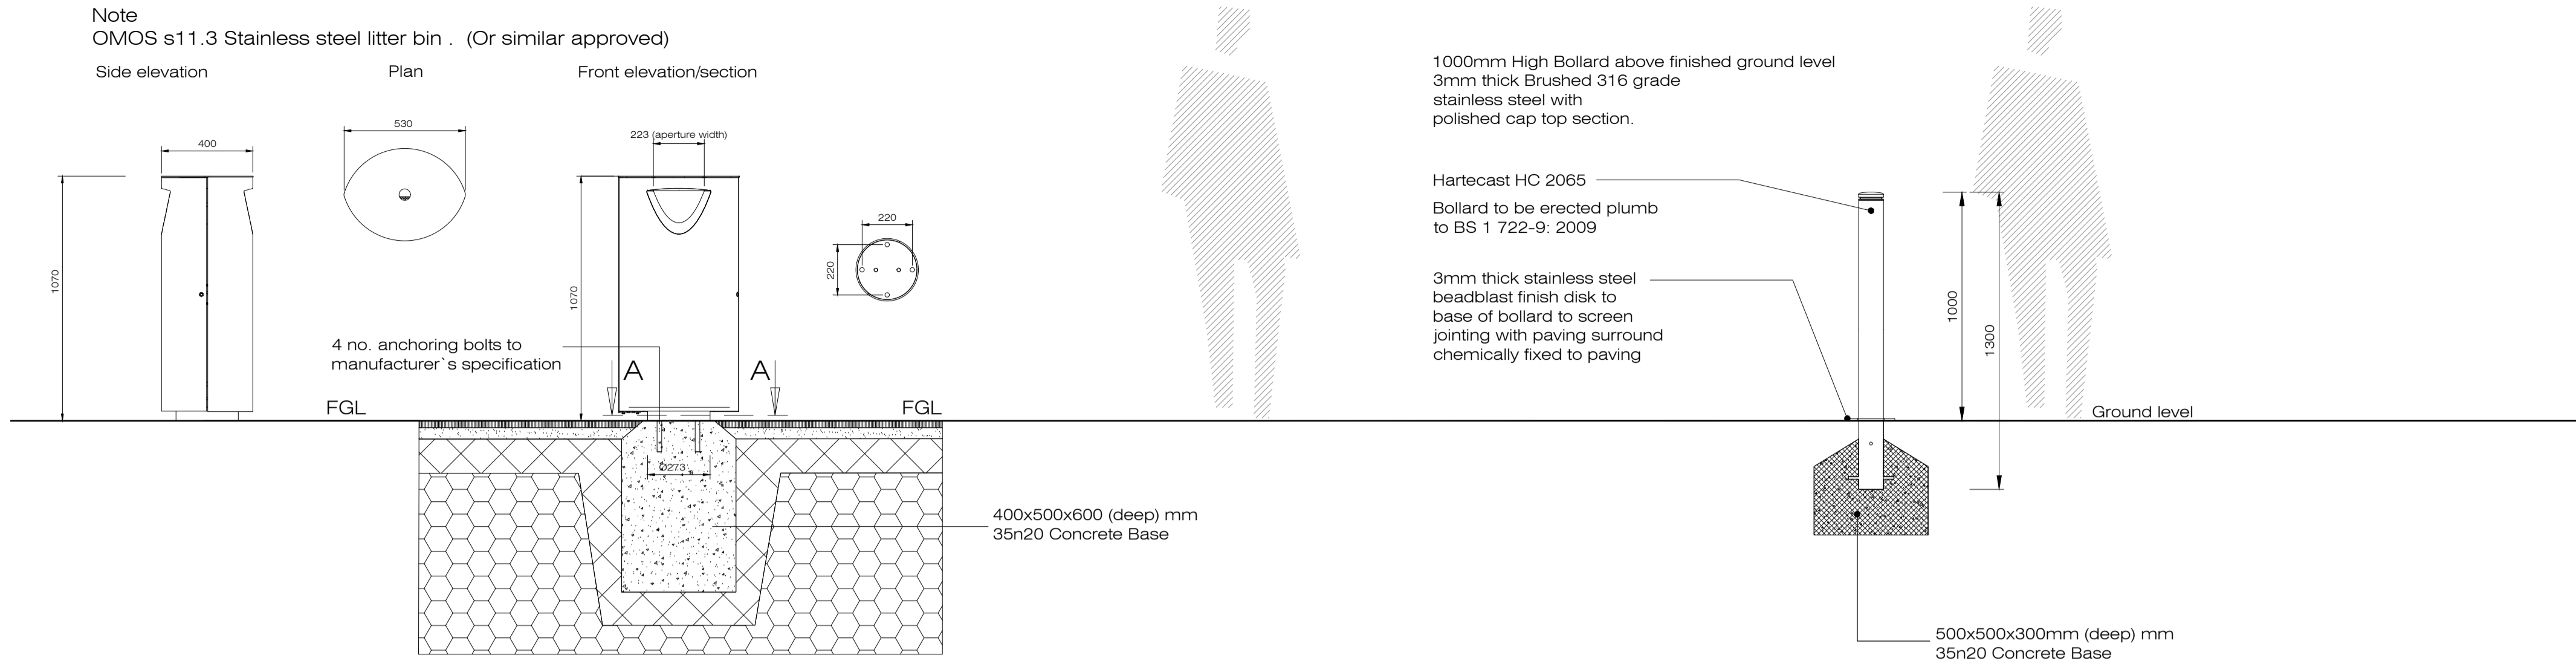 Note
OMOS s11.3 Stainless steel litter bin . (Or similar approved)
Side elevation
Plan
Front elevation/section
530
400
223 (aperture width)
1070
1070
220
220
4 no. anchoring bolts to
manufacturer`s specification
A
A
FGL
FGL
Ø273
400x500x600 (deep) mm
35n20 Concrete Base
1000mm High Bollard above finished ground level
3mm thick Brushed 316 grade
stainless steel with
polished cap top section.
Hartecast HC 2065
Bollard to be erected plumb
to BS 1 722-9: 2009
3mm thick stainless steel
beadblast finish disk to
base of bollard to screen
jointing with paving surround
chemically fixed to paving
1000
1300
Ground level
500x500x300mm (deep) mm
35n20 Concrete Base